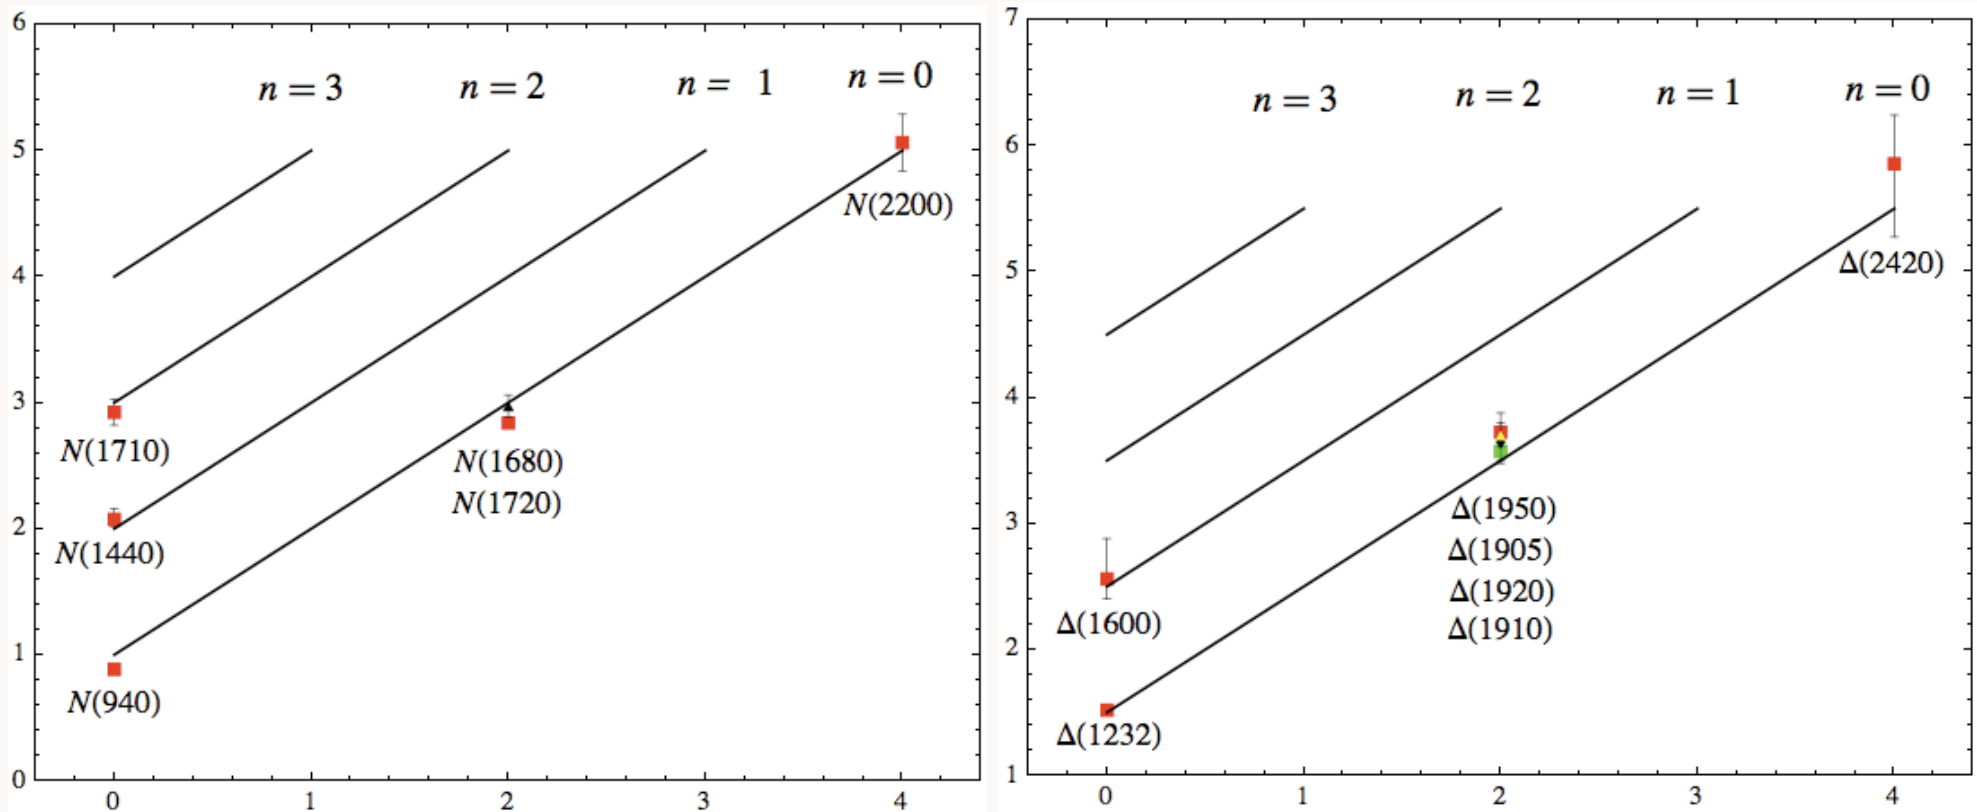 6
5
4
3
2
1
0
n = 3
n = 2
n = 1
n = 0
N(2200)
N(1710)
N(1680)
N(1720)
N(1440)
N(940)
0 1 2 3 4
7
6
5
4
3
2
1
n = 3
n = 2
n = 1
n = 0
Δ(2420)
Δ(1950)
Δ(1905)
Δ(1920)
Δ(1910)
Δ(1600)
Δ(1232)
0 1 2 3 4